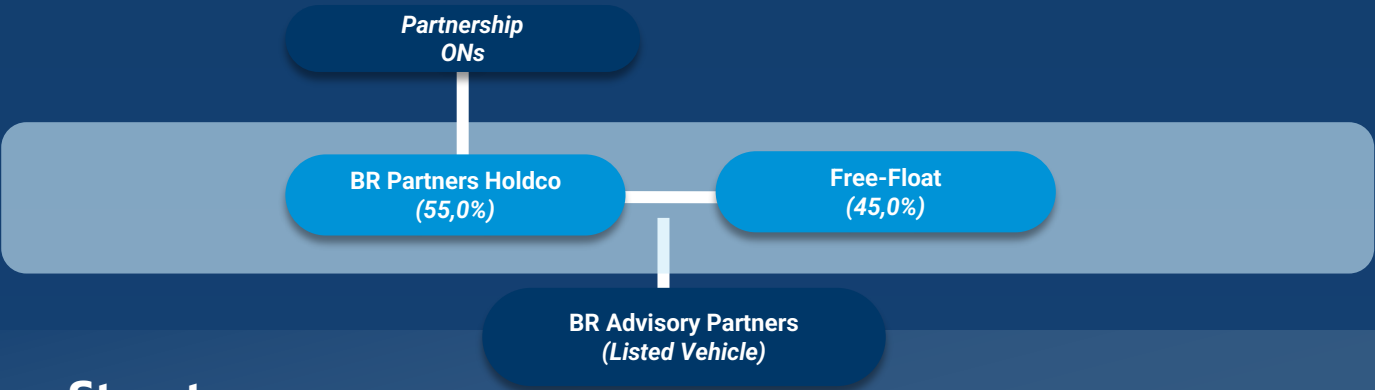 Partnership
ONs
BR Partners Holdco
(55,0%)
Free-Float
(45,0%)
BR Advisory Partners
(Listed Vehicle)